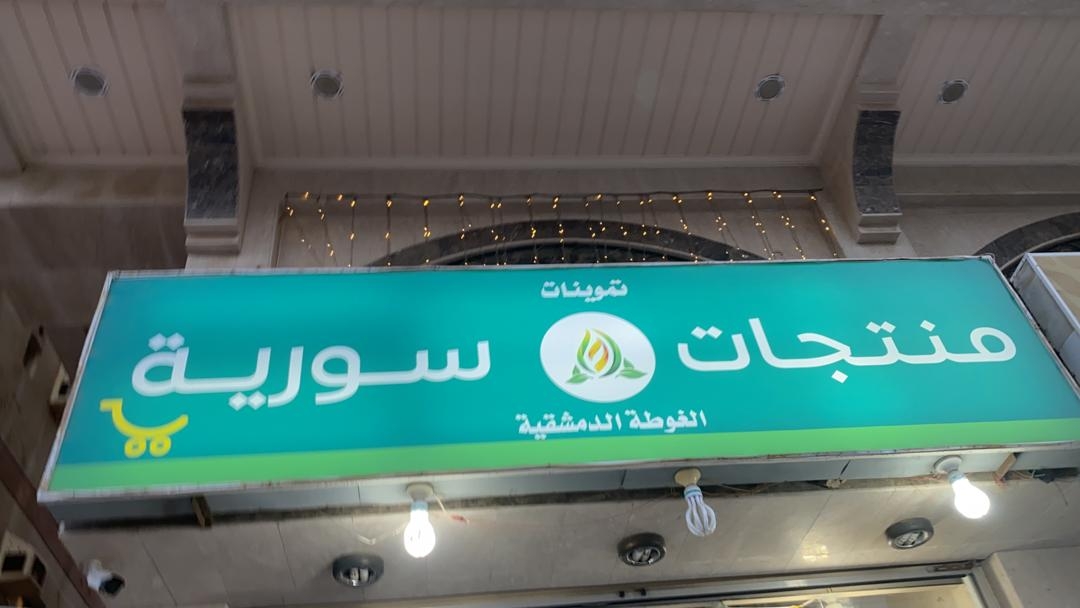 تموينات
منتجات سورية
الغوطة الدمشقية